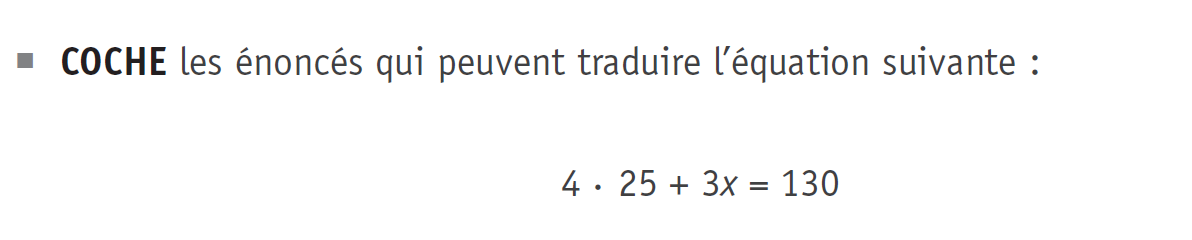 ■ COCHE les énoncés qui peuvent traduire l’équation suivante :
4 · 25 + 3x = 130